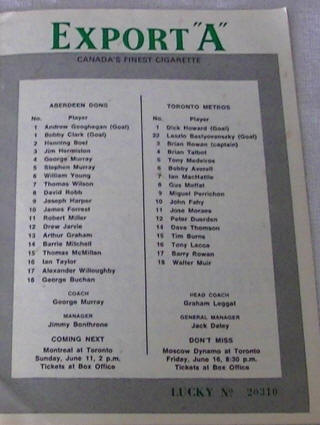 EXPORT "A"
CANADA'S FINEST CIGARETTE
ABERDEEN DONS
No. Player
1 Andrew Geoghegan (Goal)
1 Bobby Clark (Goal)
2 Henning Boel
3 Jim Hermiston
4 George Murray
5 Stephen Murray
6 William Young
7 Thomas Wilson
8 David Robb
9 Joseph Harper
10 James Forrest
11 Robert Miller
12 Drew Jarvie
13 Arthur Graham
14 Barrie Mitchell
15 Thomas McMillan
16 Ian Taylor
17 Alexander Willoughby
18 George Buchan
COACH
George Murray
MANAGER
Jimmy Bonthrone
COMING NEXT
Montreal at Toronto
Sunday, June 11, 2 p.m.
Tickets at Box Office
TORONTO METROS
No. Player
1 Dick Howard (Goal)
22 Laszlo Bastyovanszky (Goal)
3 Brian Rowan (captain)
4 Brian Talbot
5 Tony Medeiros
6 Bobby Averall
7 Ian MacHattie
8 Gus Moffat
9 Miguel Perrichon
10 John Fahy
11 Jose Moraes
12 Peter Duerden
14 Dave Thomson
15 Tim Burns
16 Tony Lecce
17 Barry Rowan
18 Walter Muir
HEAD COACH
Graham Leggat
GENERAL MANAGER
Jack Daley
DON'T MISS
Moscow Dynamo at Toronto
Friday, June 16, 8:30 p.m.
Tickets at Box Office
LUCKY No 20310